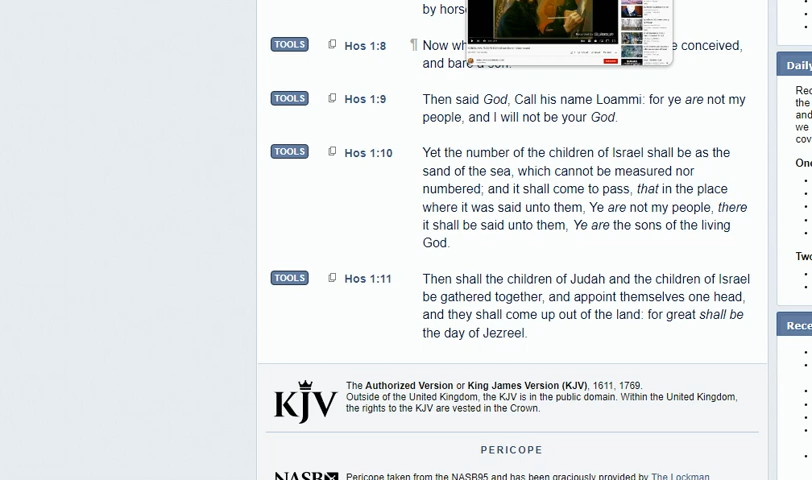 by horse
TOOLS Hos 1:8 ¶ Now wh e conceived,
and bare a son.
TOOLS Hos 1:9 Then said God, Call his name Loammi: for ye are not my
people, and I will not be your God.
TOOLS Hos 1:10 Yet the number of the children of Israel shall be as the
sand of the sea, which cannot be measured nor
numbered; and it shall come to pass, that in the place
where it was said unto them, Ye are not my people, there
it shall be said unto them, Ye are the sons of the living
God.
TOOLS Hos 1:11 Then shall the children of Judah and the children of Israel
be gathered together, and appoint themselves one head,
and they shall come up out of the land: for great shall be
the day of Jezreel.
KJV
The Authorized Version or King James Version (KJV), 1611, 1769.
Outside of the United Kingdom, the KJV is in the public domain. Within the United Kingdom,
the rights to the KJV are vested in the Crown.
PERICOPE
NASB Pericope taken from the NASB95 and has been graciously provided by The Lockman
Daily
Rec
the
and
we
cov
One
Two
Rece